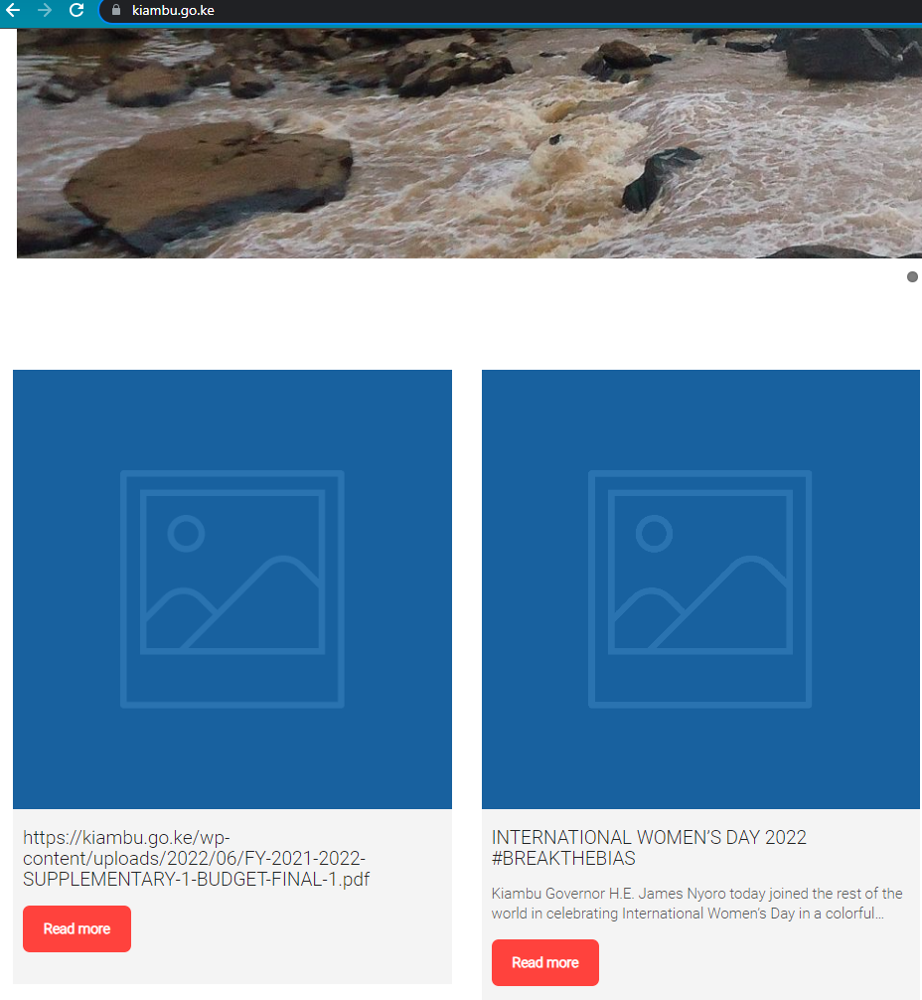 kiambu.go.ke
https://kiambu.go.ke/wp-
content/uploads/2022/06/FY-2021-2022-
SUPPLEMENTARY-1-BUDGET-FINAL-1.pdf
Read more
INTERNATIONAL WOMEN’S DAY 2022
#BREAKTHEBIAS
Kiambu Governor H.E. James Nyoro today joined the rest of the
world in celebrating International Women’s Day in a colorful...
Read more